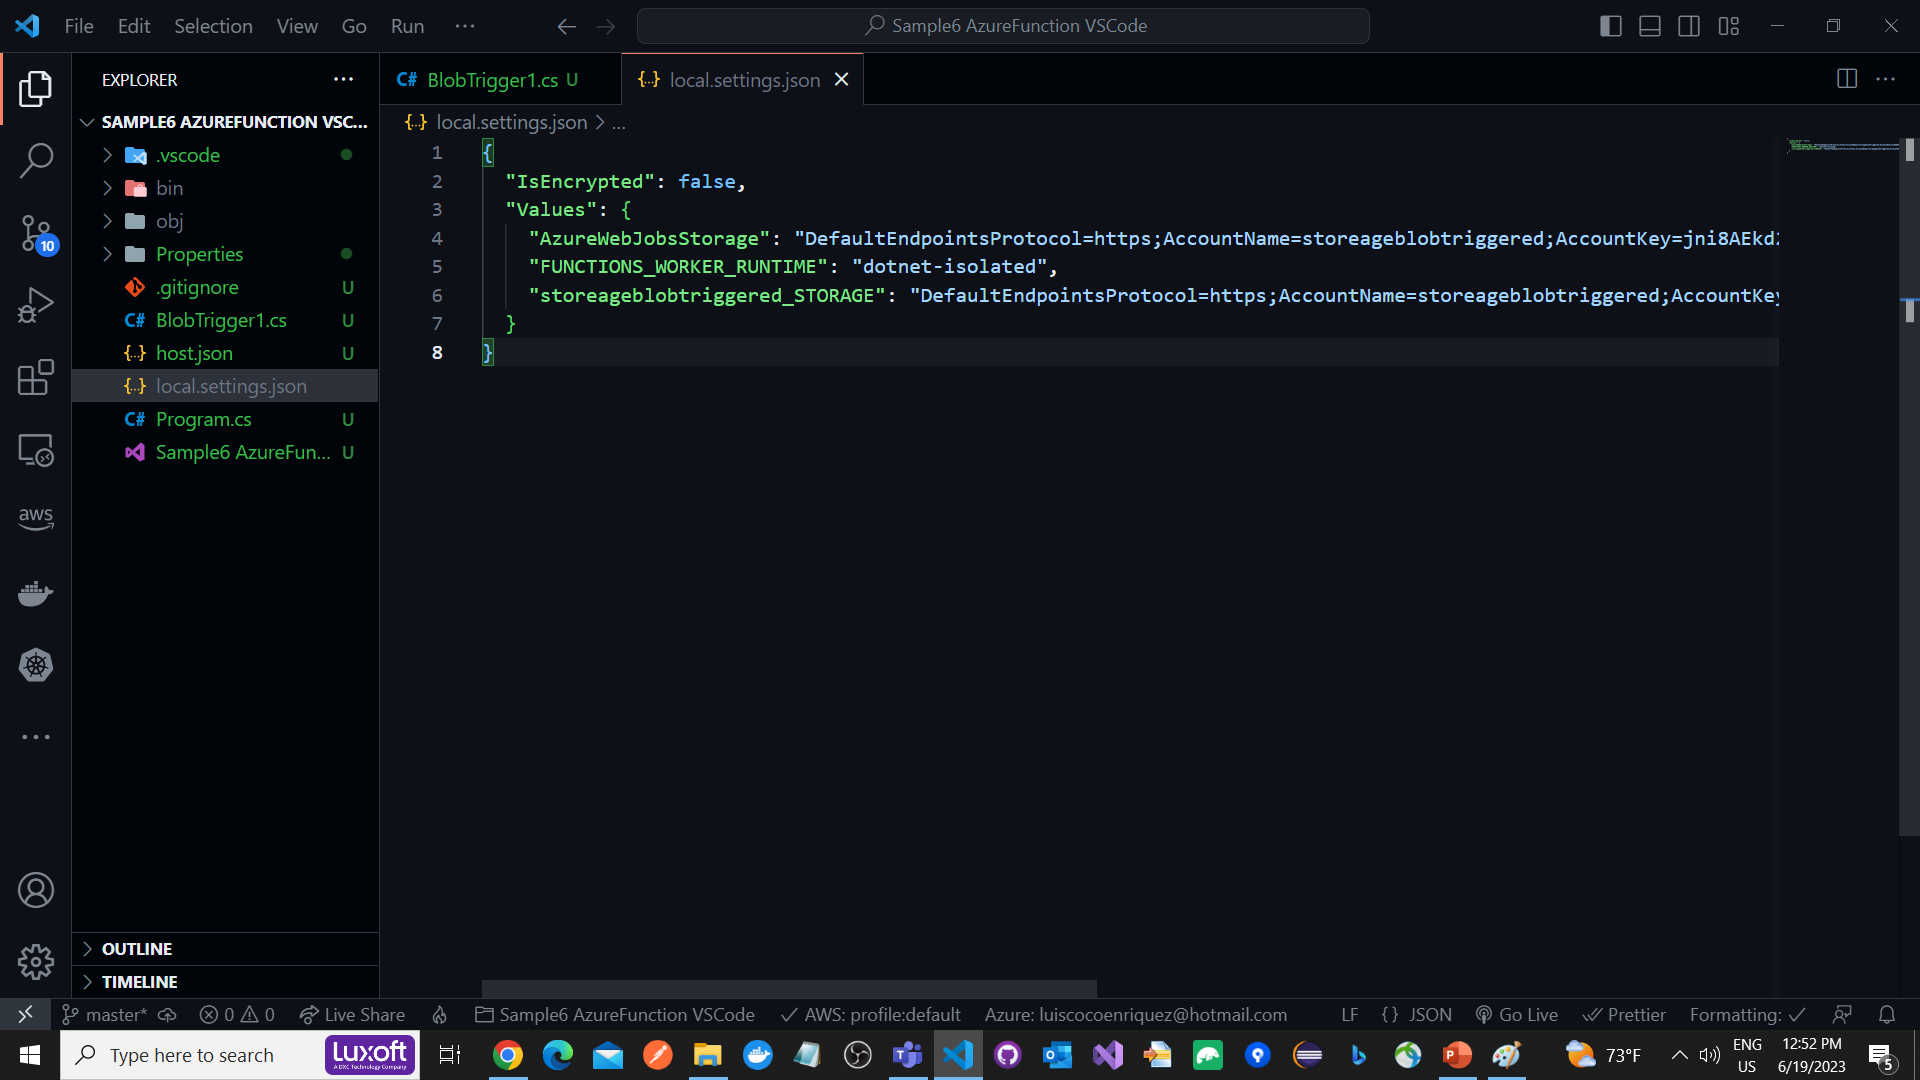 File Edit Selection View Go Run ···
Sample6 AzureFunction VSCode
EXPLORER
C# BlobTrigger1.cs U
{..} local.settings.json
SAMPLE6 AZUREFUNCTION VSC...
{..} local.settings.json > ...
.vscode
bin
obj
Properties
.gitignore U
C# BlobTrigger1.cs U
{..} host.json U
{..} local.settings.json
C# Program.cs U
Sample6 AzureFun... U
1 {
2 "IsEncrypted": false,
3 "Values": {
4 "AzureWebJobsStorage": "DefaultEndpointsProtocol=https;AccountName=storeageblobtriggered;AccountKey=jni8AEkd
5 "FUNCTIONS_WORKER_RUNTIME": "dotnet-isolated",
6 "storeageblobtriggered_STORAGE": "DefaultEndpointsProtocol=https;AccountName=storeageblobtriggered;AccountKey
7 }
8 }
10
aws
OUTLINE
TIMELINE
master* 0 0 Live Share Sample6 AzureFunction VSCode AWS: profile:default Azure: luiscocoenriquez@hotmail.com LF {} JSON Go Live Prettier Formatting:
Type here to search
Luxoft
A DXC Technology Company
73°F
ENG
US
12:52 PM
6/19/2023
5